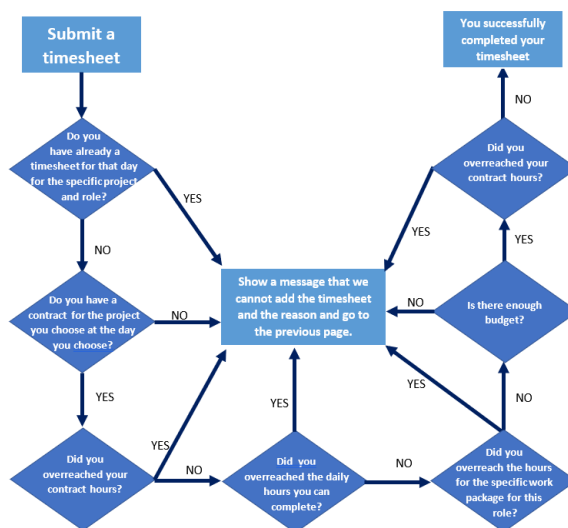 Submit a
timesheet
You successfully
completed your
timesheet
NO
Do you
have already a
timesheet for that day
for the specific project
and role?
Did you
overreached your
contract hours?
YES
YES
NO
YES
Show a message that we
cannot add the timesheet
and the reason and go to
the previous page.
Do you have a
contract for the project
you choose at the day
you choose?
NO
NO
Is there enough
budget?
YES
YES
YES
YES
NO
Did you
overreached your
contract hours?
NO
Did you
overreached the daily
hours you can
complete?
NO
Did you
overreach the hours
for the specific work
package for this
role?